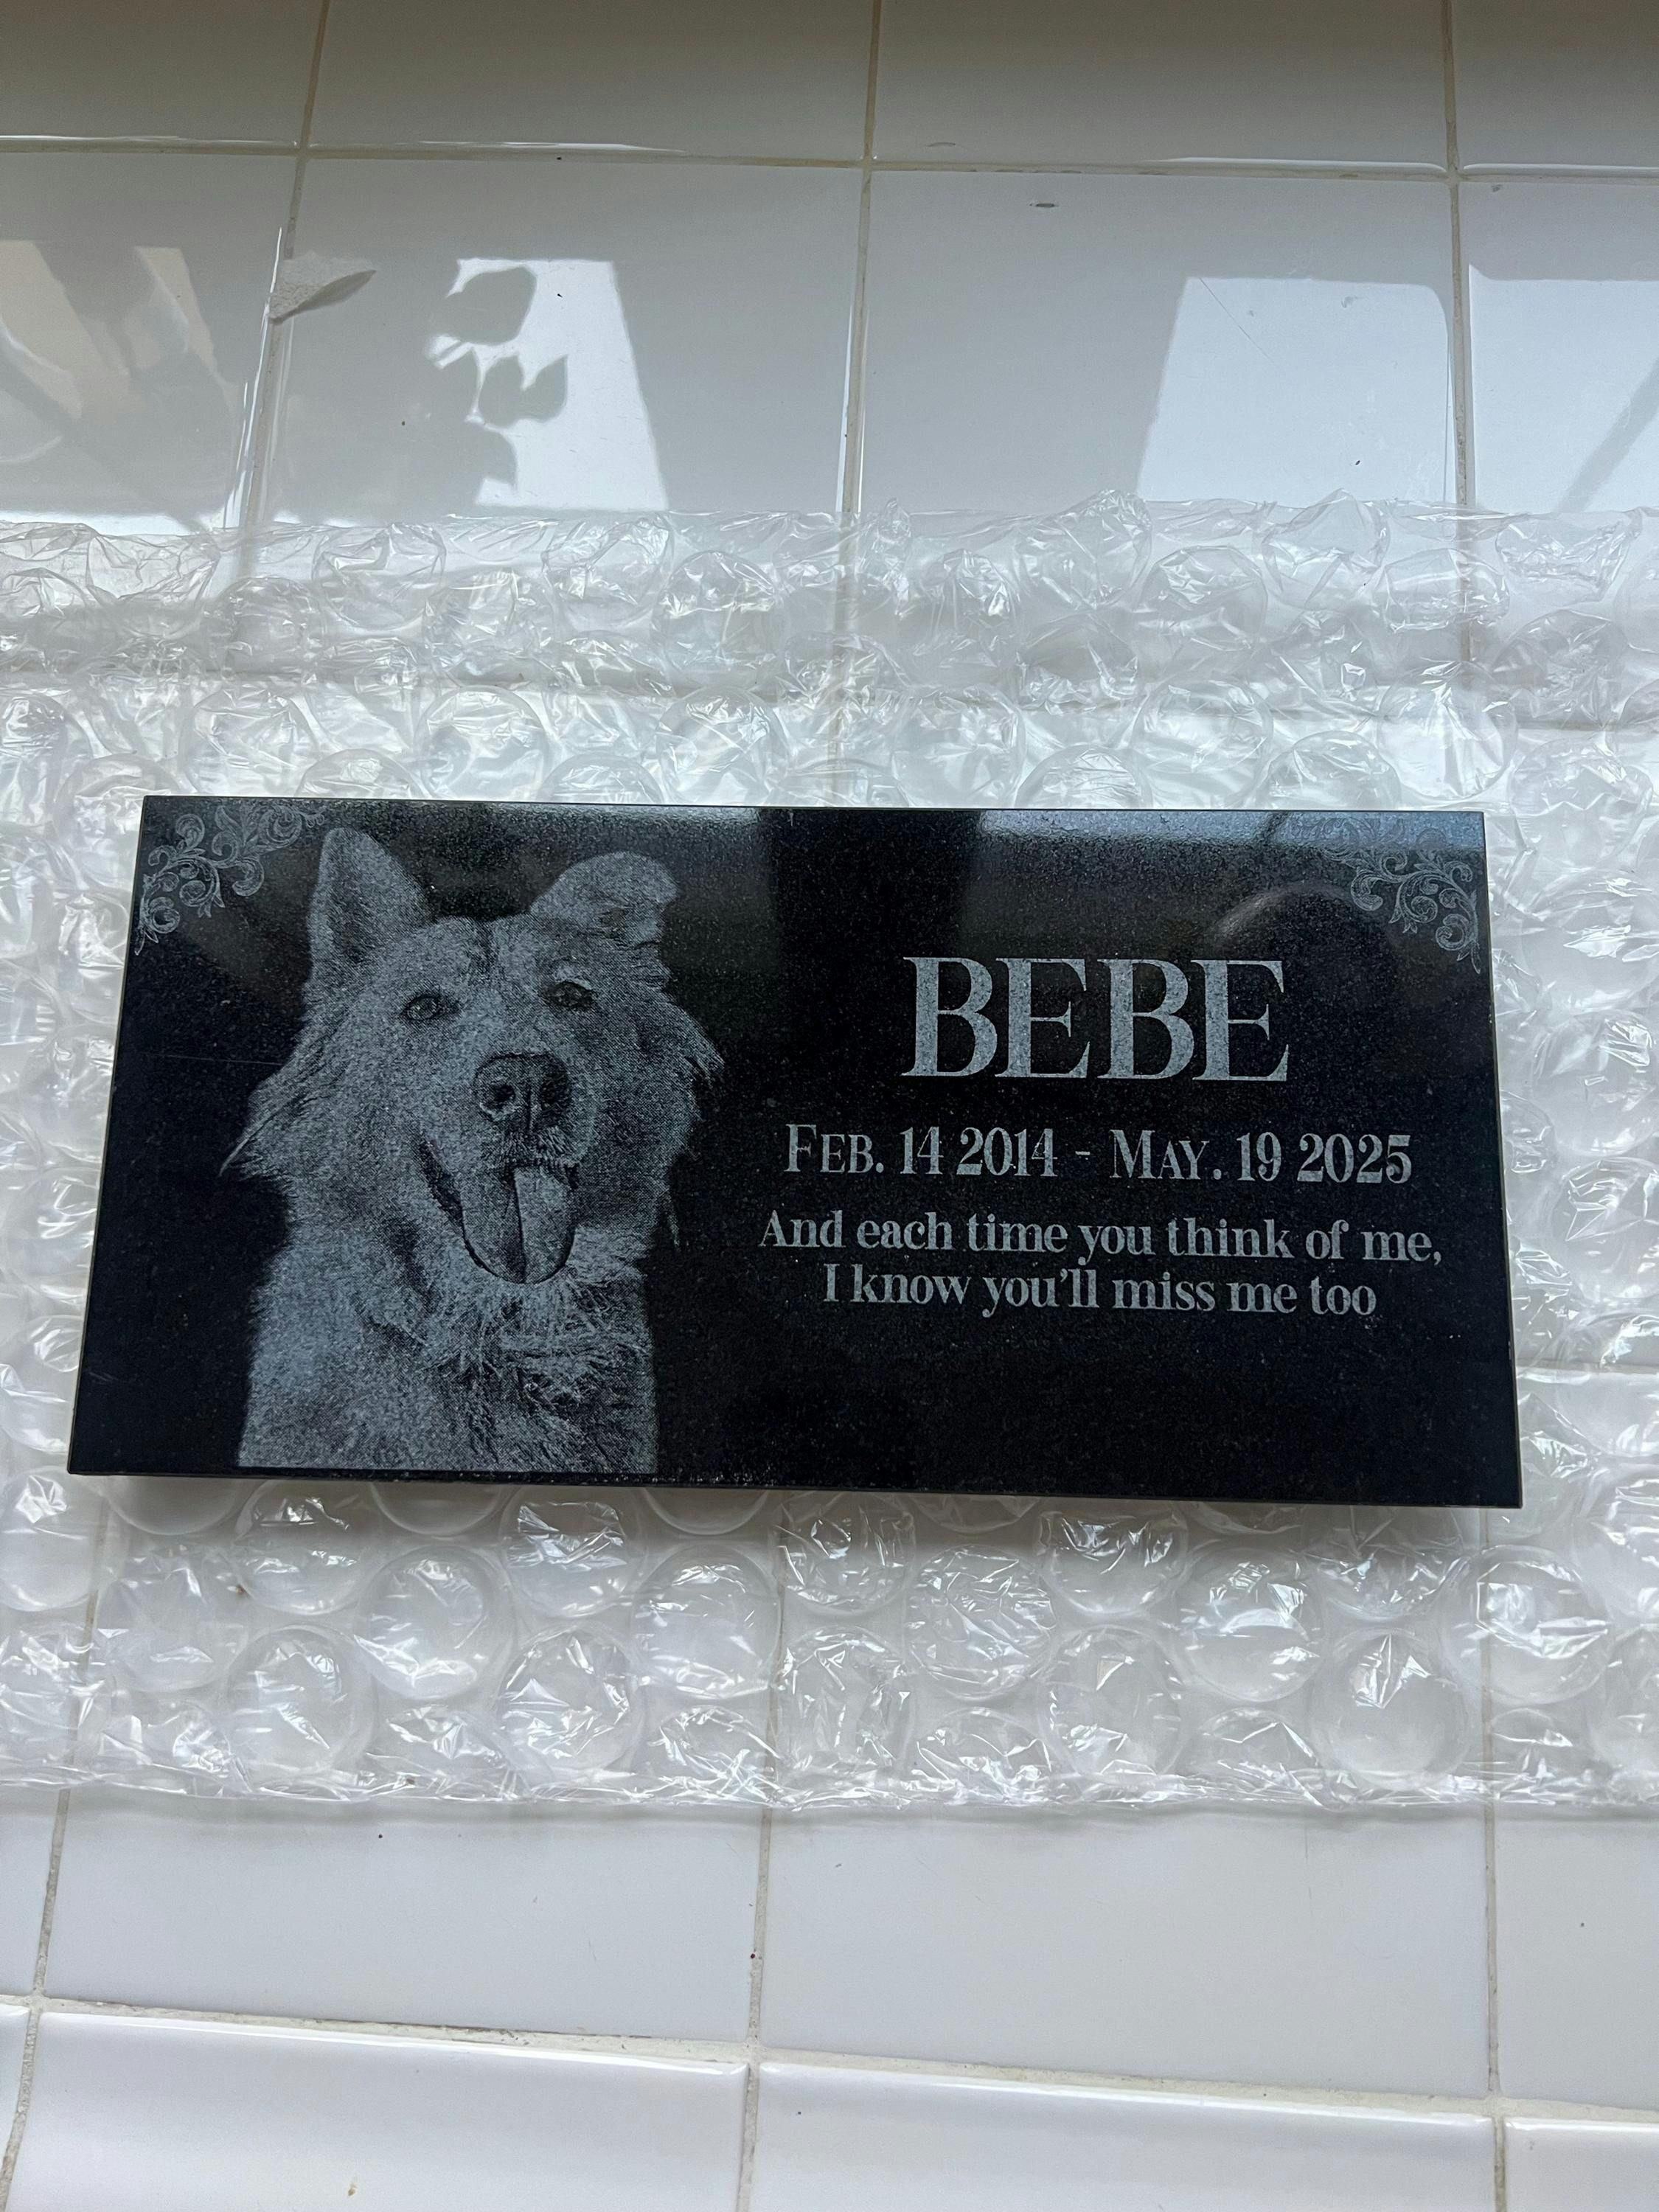 BEBE
FEB. 14 2014 - MAY. 19 2025
And each time you think of me,
I know you'll miss me too